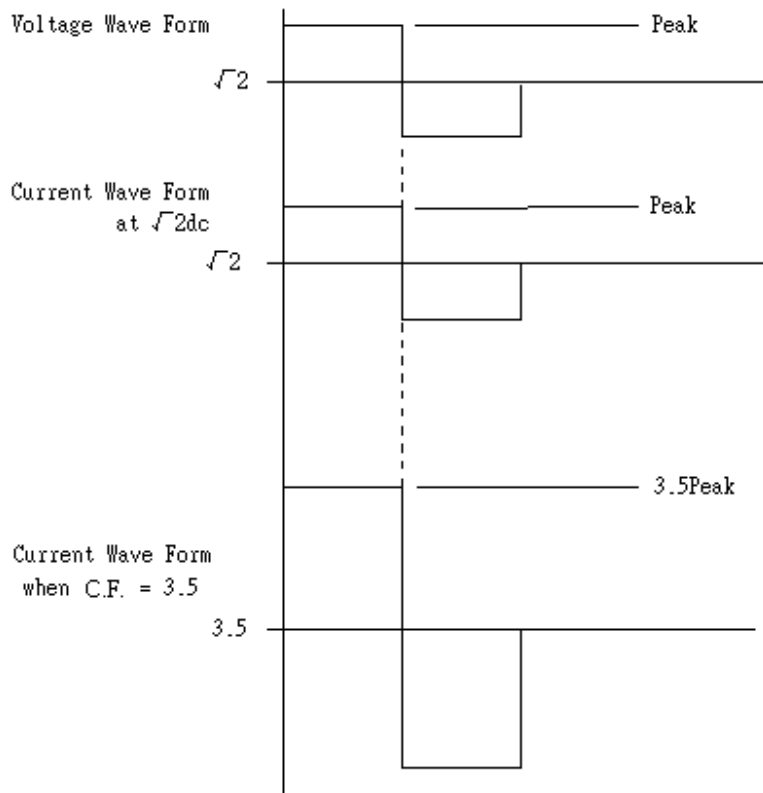 Voltage Wave Form
Peak
√2
Current Wave Form
at √2dc
Peak
√2
3.5Peak
Current Wave Form
when C.F. = 3.5
3.5